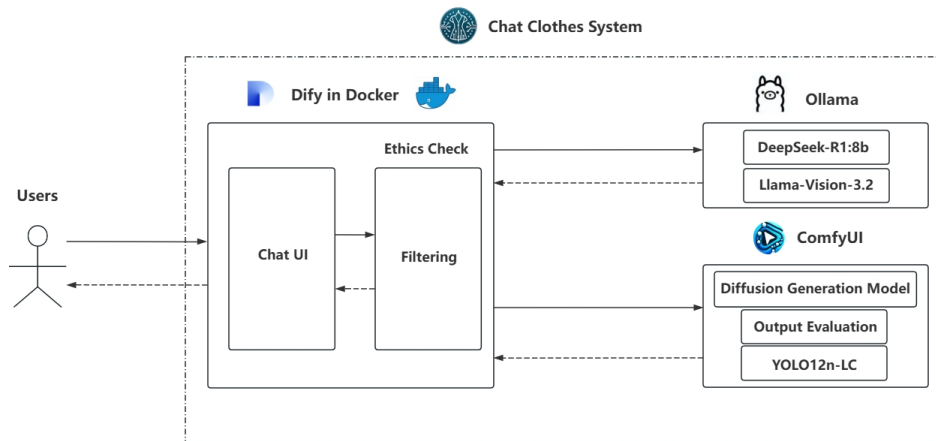 Chat Clothes System
Dify in Docker
Ollama
Ethics Check
DeepSeek-R1:8b
Llama-Vision-3.2
Users
Chat UI
Filtering
ComfyUI
Diffusion Generation Model
Output Evaluation
YOLO12n-LC